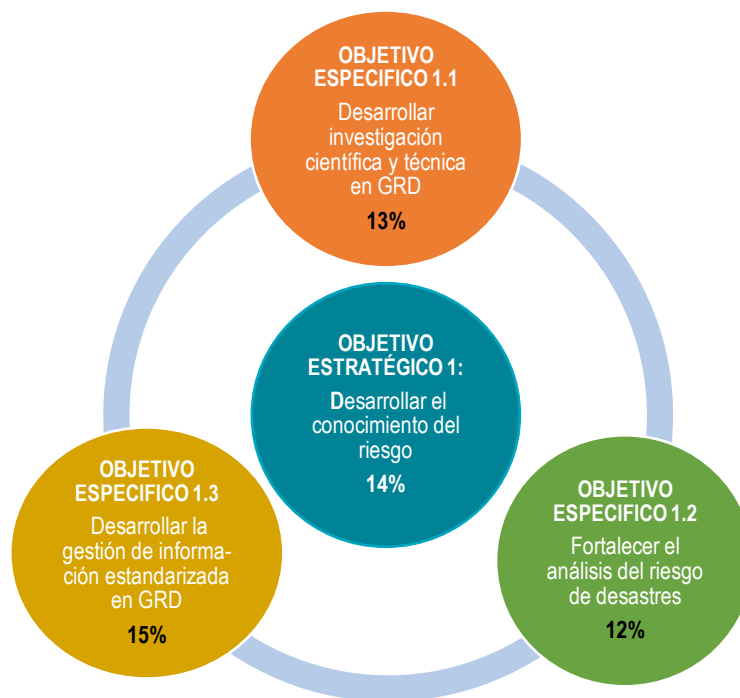 OBJETIVO
ESPECIFICO 1.1
Desarrollar
investigación
científica y técnica
en GRD
13%
OBJETIVO
ESTRATÉGICO 1:
Desarrollar el
conocimiento del
riesgo
14%
OBJETIVO
ESPECIFICO 1.3
Desarrollar la
gestión de informa-
ción estandarizada
en GRD
15%
OBJETIVO
ESPECIFICO 1.2
Fortalecer el
análisis del riesgo
de desastres
12%